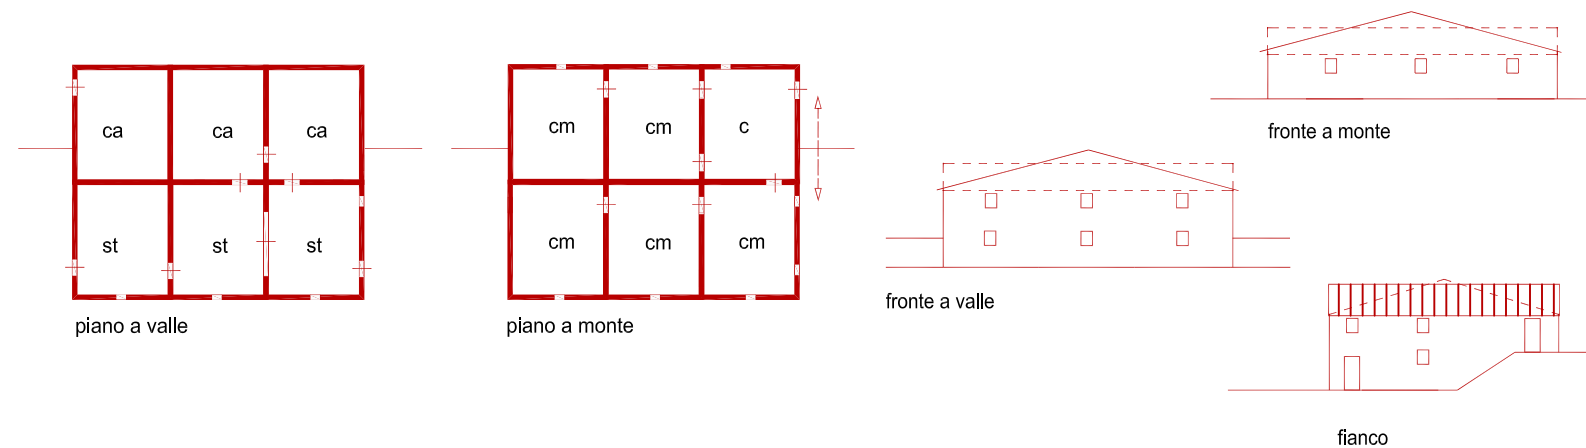 ca ca ca
st st st
piano a valle
cm cm c
cm cm cm
piano a monte
fronte a monte
fronte a valle
fianco